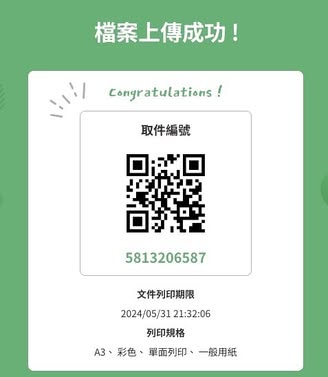 檔案上傳成功！
Congratulations！
取件編號
5813206587
文件列印期限
2024/05/31 21:32:06
列印規格
A3、彩色、單面列印、一般用紙